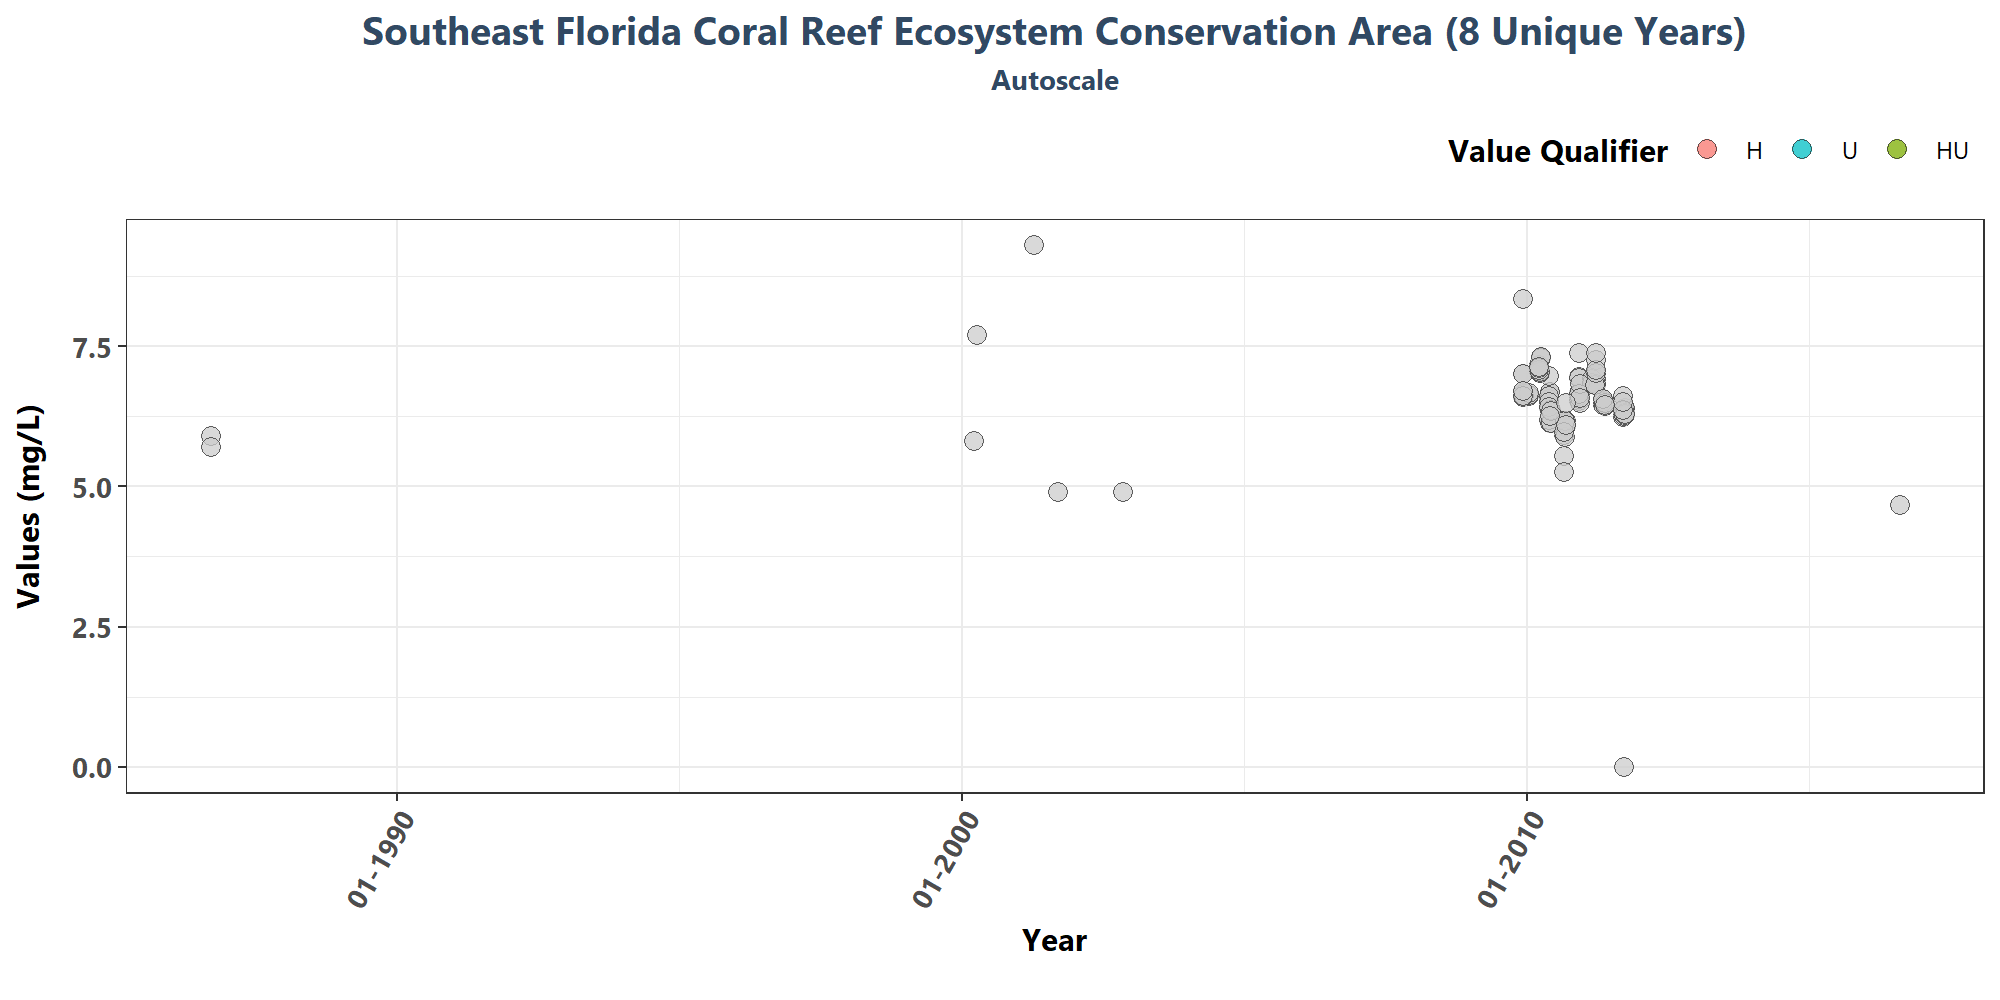 Southeast Florida Coral Reef Ecosystem Conservation Area (8 Unique Years)
Autoscale
Value Qualifier H U HU
Values (mg/L)
7.5
5.0
2.5
0.0
01-1990 01-2000 01-2010
Year